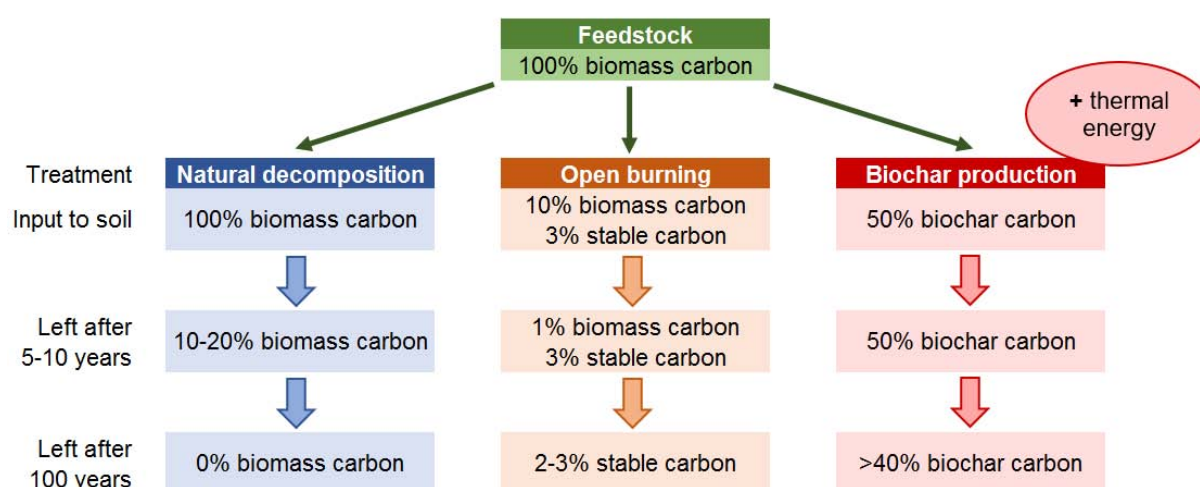 Feedstock
100% biomass carbon
+ thermal
energy
Treatment
Natural decomposition
Open burning
Biochar production
Input to soil
100% biomass carbon
10% biomass carbon
3% stable carbon
50% biochar carbon
Left after
5-10 years
10-20% biomass carbon
1% biomass carbon
3% stable carbon
50% biochar carbon
Left after
100 years
0% biomass carbon
2-3% stable carbon
>40% biochar carbon